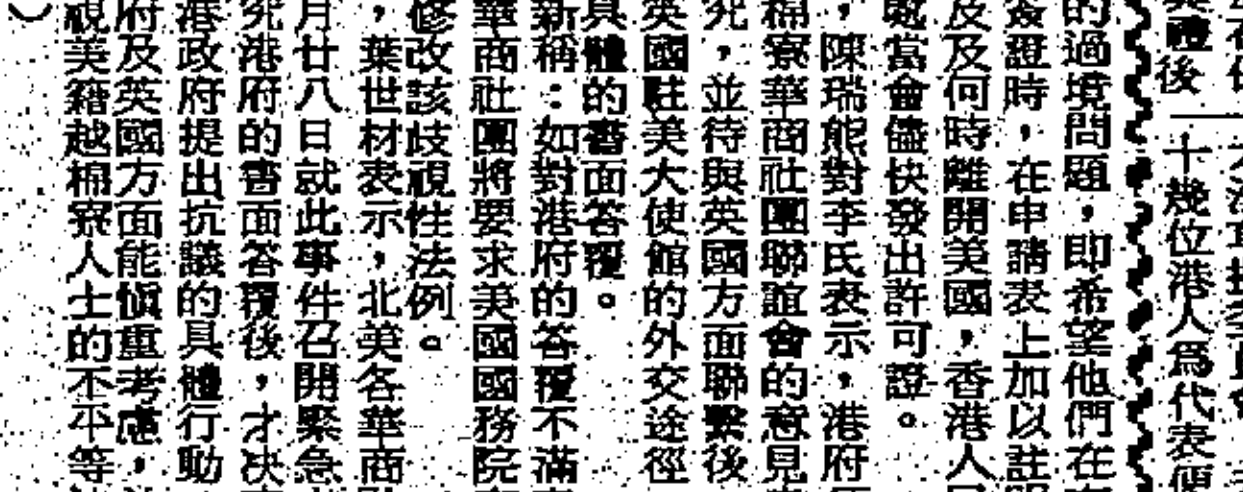 十幾位港人爲代表便
典禮後
的過境問題，即希望他們在
簽證時，在申請表上加以註明
及及何時離開美國，香港人民
處當會儘快發出許可證。
，陳瑞熊對李氏表示，港府
棉寮華商社團聯誼會的意見
究，並待與英國方面聯繫後
英國駐美大使館的外交途徑
具體的書面答覆。
新稱：如對港府的答覆不滿
華商社團將要求美國國務院
修改該歧視性法例。
，葉世材表示，北美各華商
月廿八日就此事件召開緊急
究港府的書面答覆後，才決
港政府提出抗議的具體行動，
府及英國方面能愼重考慮，
視美籍越棉寮人士的不平等